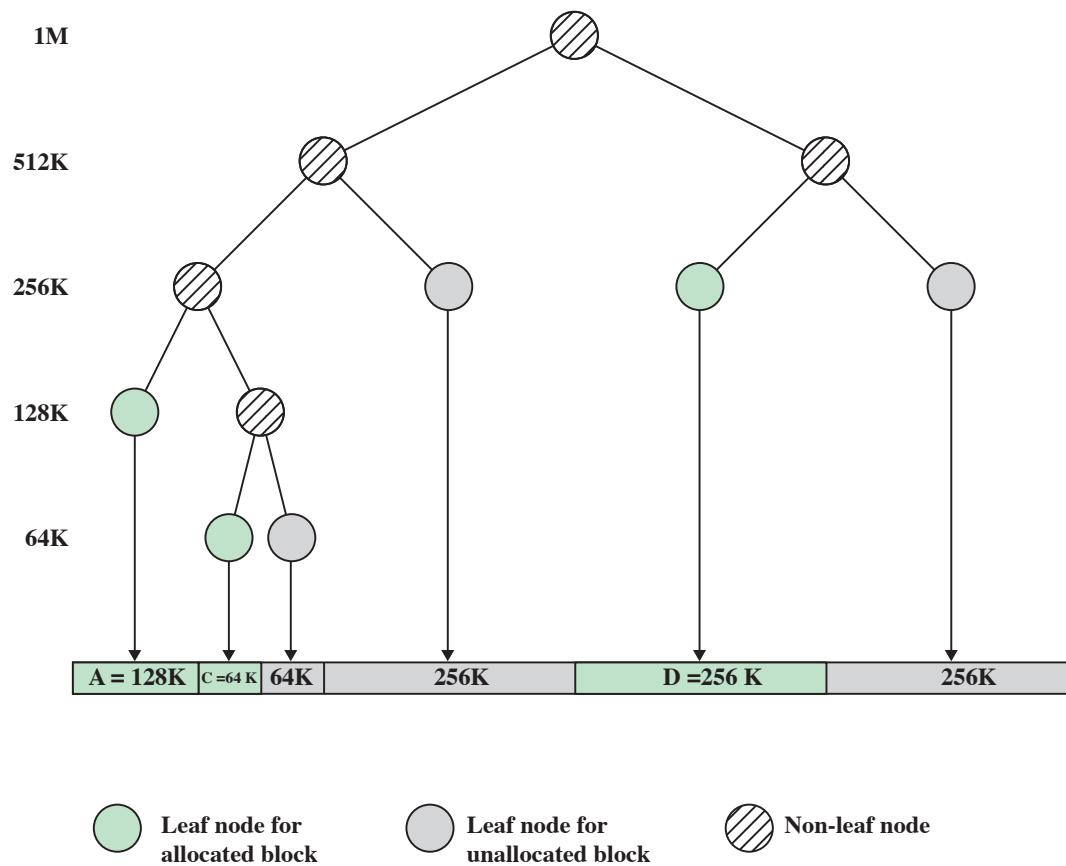 1M
512K
256K
128K
64K
A = 128K
C =64 K
64K
256K
D =256 K
256K
Leaf node for
allocated block
Leaf node for
unallocated block
Non-leaf node